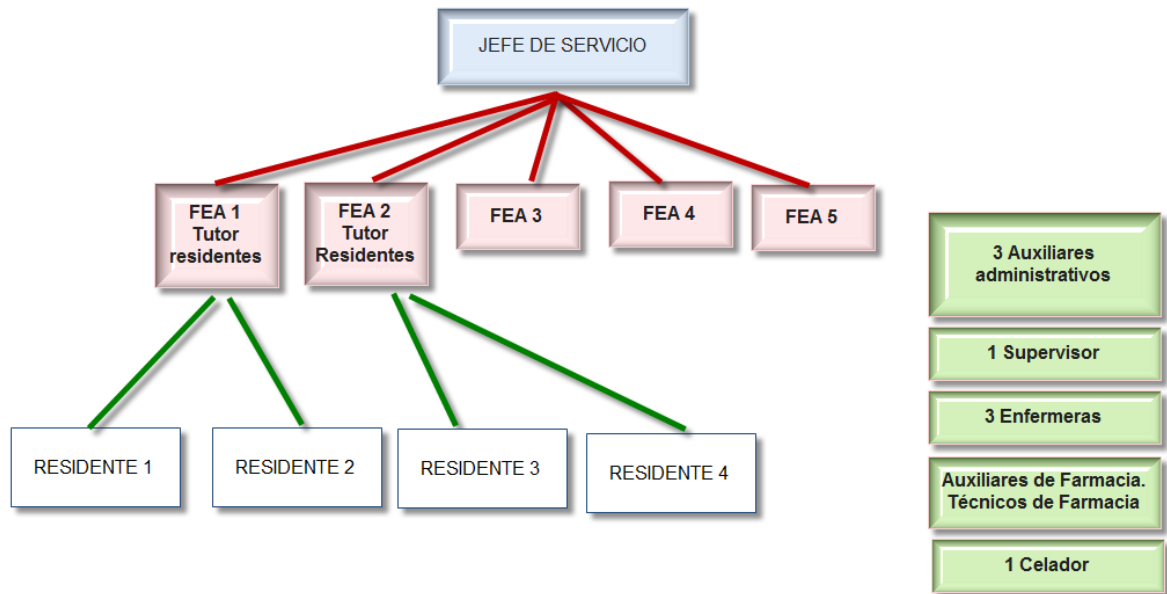 JEFE DE SERVICIO
FEA 1
Tutor
residentes
FEA 2
Tutor
Residentes
FEA 3
FEA 4
FEA 5
RESIDENTE 1
RESIDENTE 2
RESIDENTE 3
RESIDENTE 4
3 Auxiliares
administrativos
1 Supervisor
3 Enfermeras
Auxiliares de Farmacia.
Técnicos de Farmacia
1 Celador